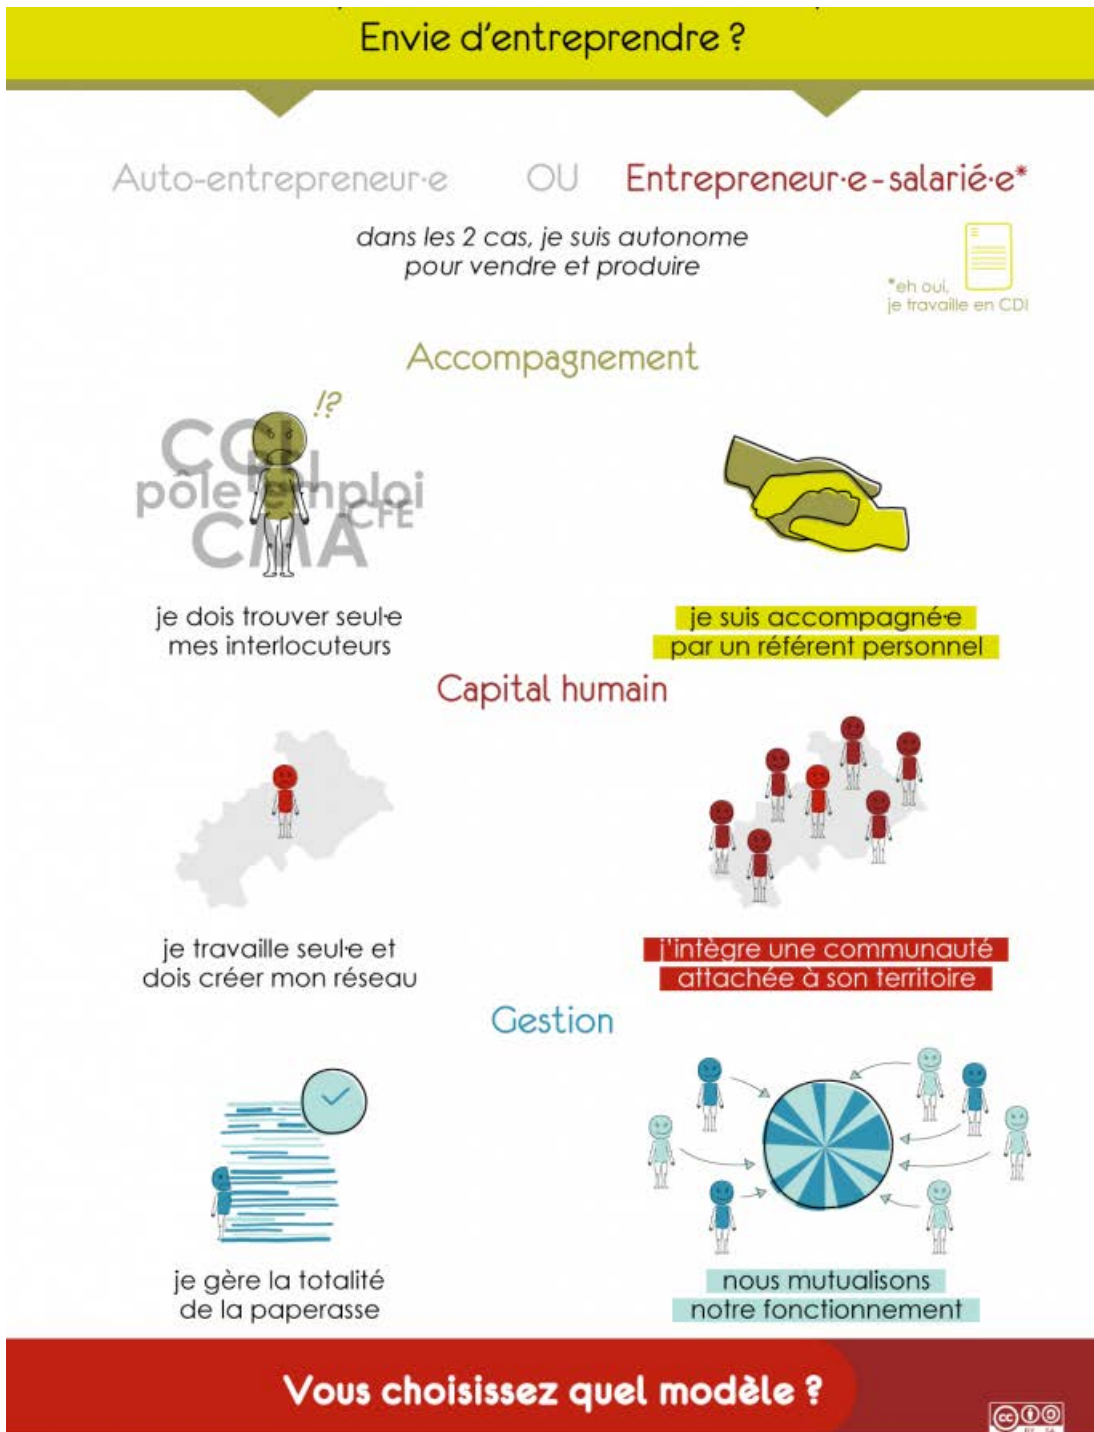 Envie d'entreprendre ?
Auto-entrepreneur·e OU Entrepreneur·e-salarié·e*
dans les 2 cas, je suis autonome
pour vendre et produire
*eh oui,
je travaille en CDI
Accompagnement
!?
CCI
pôle emploi
CFE
CMA
je dois trouver seul·e
mes interlocuteurs
je suis accompagné·e
par un référent personnel
Capital humain
je travaille seul·e et
dois créer mon réseau
j'intègre une communauté
attachée à son territoire
Gestion
je gère la totalité
de la paperasse
nous mutualisons
notre fonctionnement
Vous choisissez quel modèle ?
cc